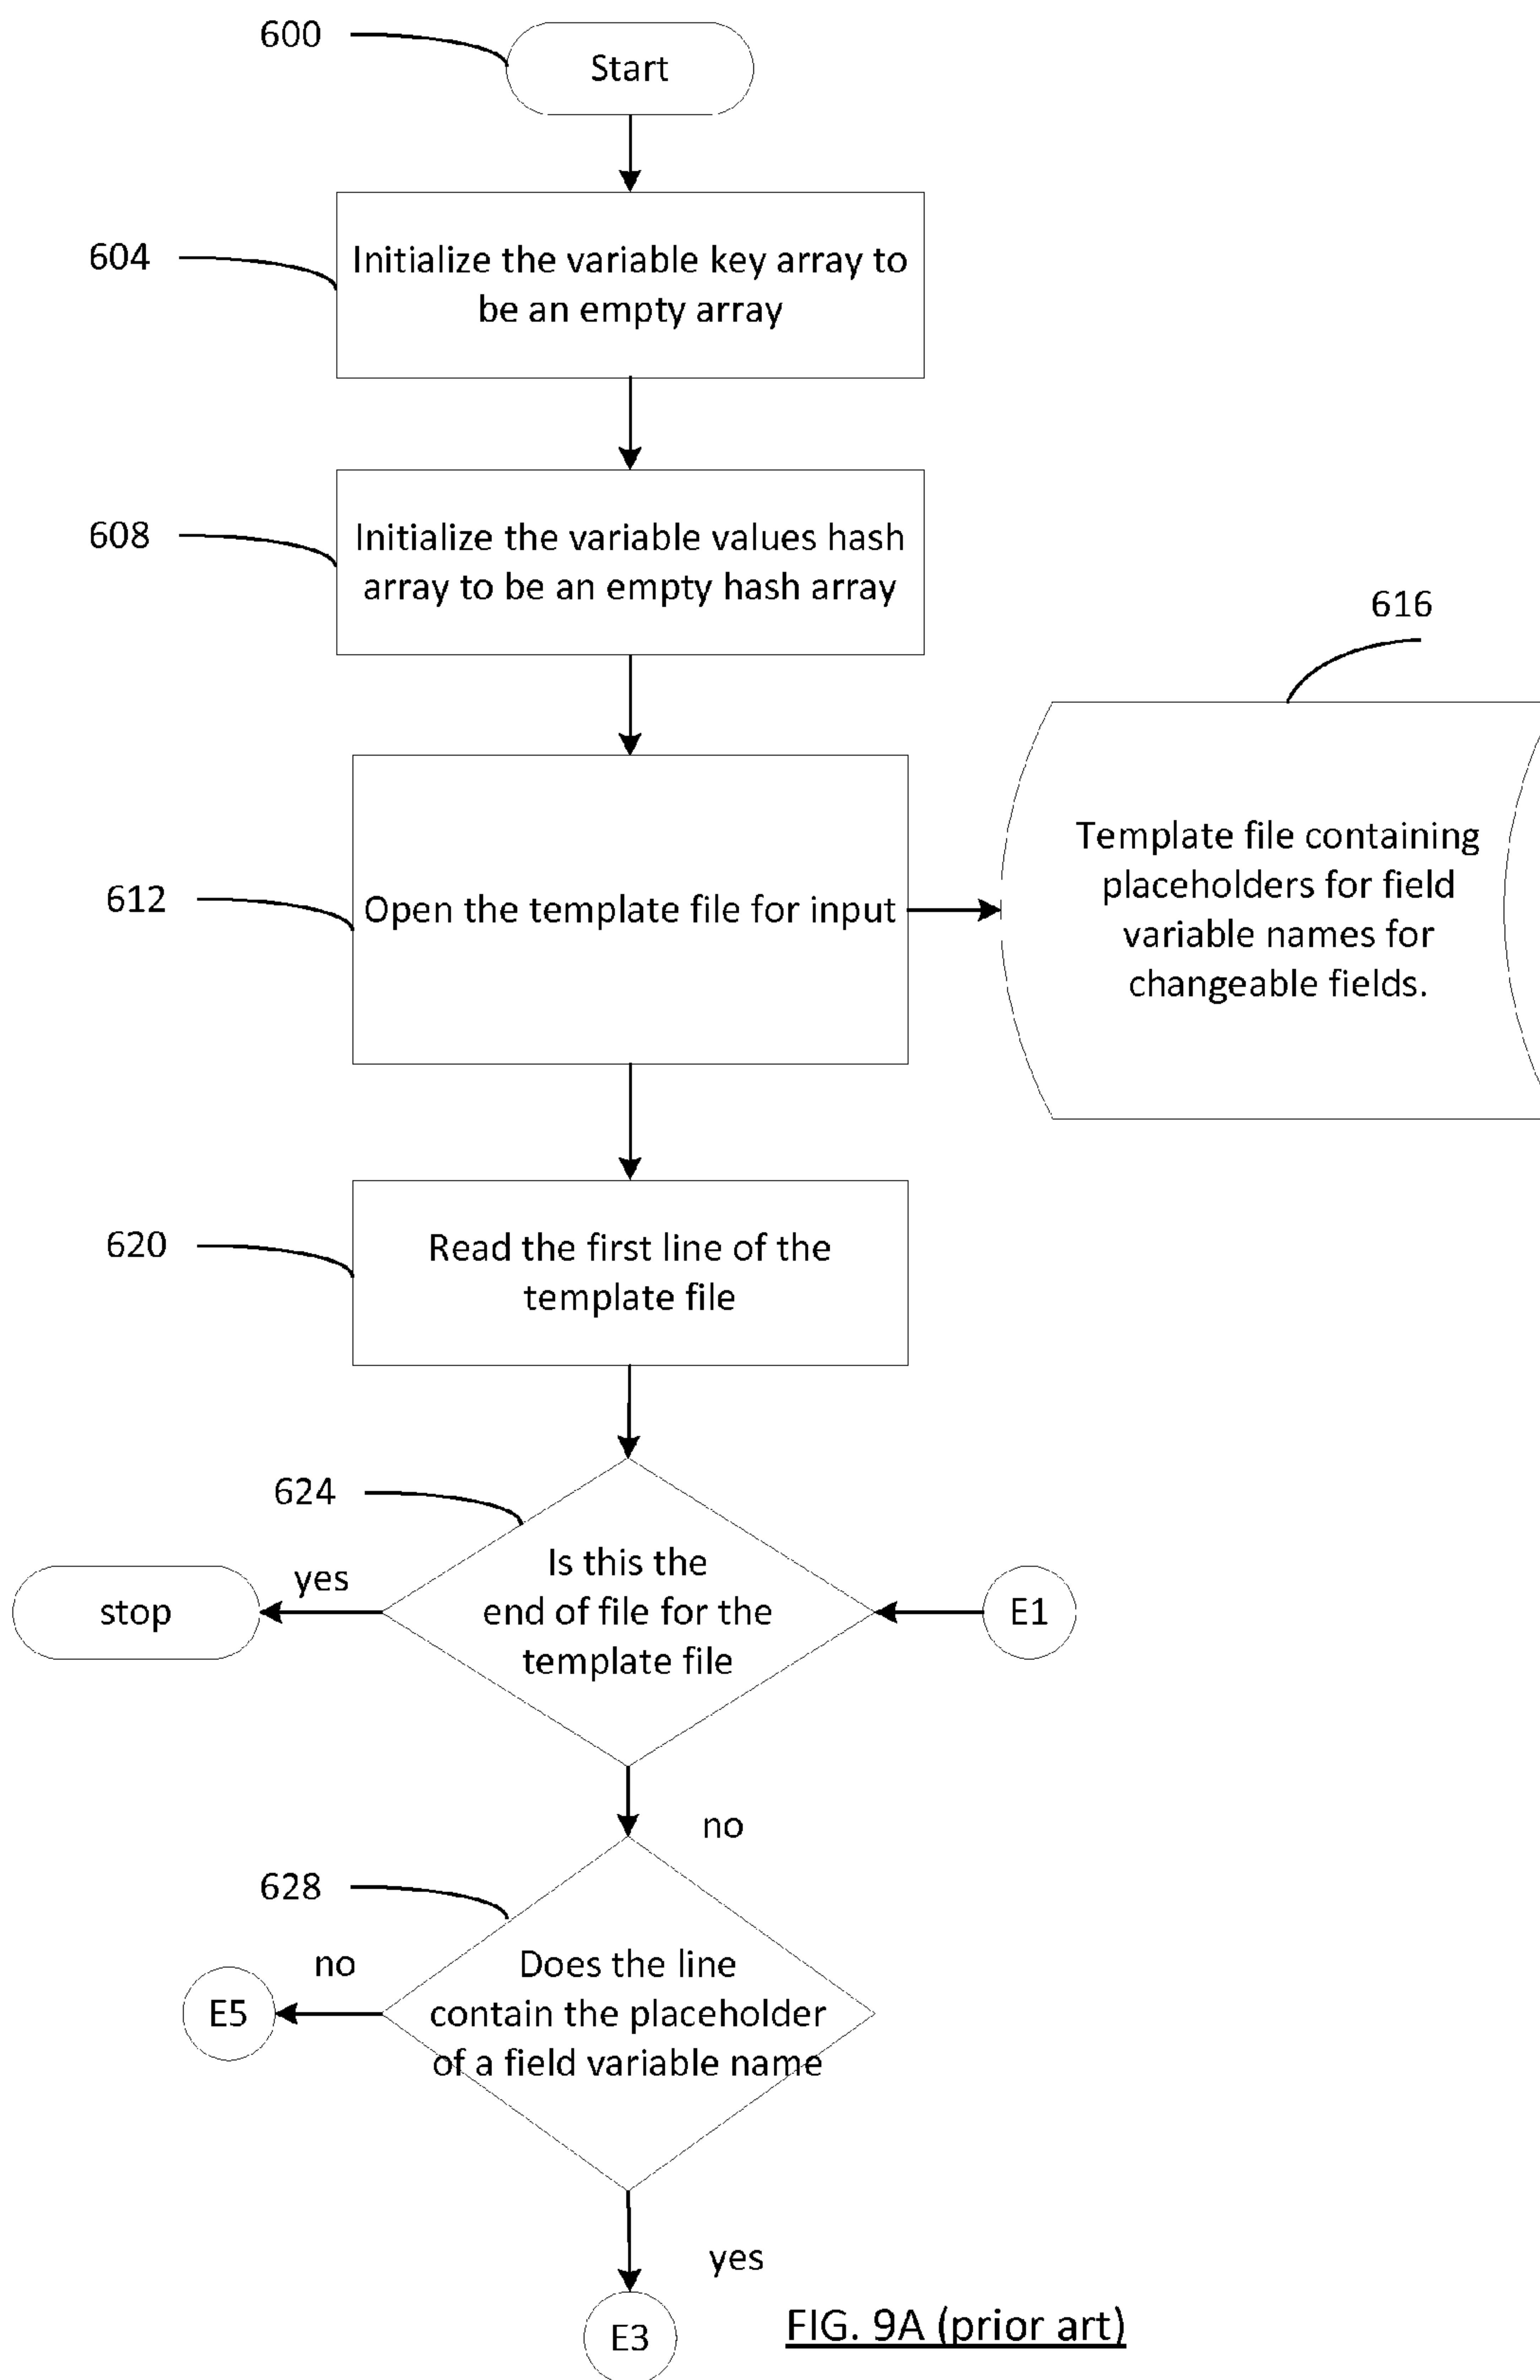 600
Start
604
Initialize the variable key array to
be an empty array
608
Initialize the variable values hash
array to be an empty hash array
616
612
Open the template file for input
Template file containing
placeholders for field
variable names for
changeable fields.
620
Read the first line of the
template file
624
Is this the
end of file for the
template file
yes
stop
E1
no
628
Does the line
contain the placeholder
of a field variable name
no
E5
yes
E3
FIG. 9A (prior art)